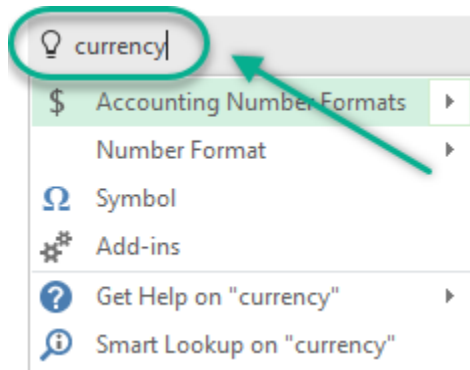 currency
$ Accounting Number Formats
Number Format
Ω Symbol
Add-ins
? Get Help on "currency"
Smart Lookup on "currency"